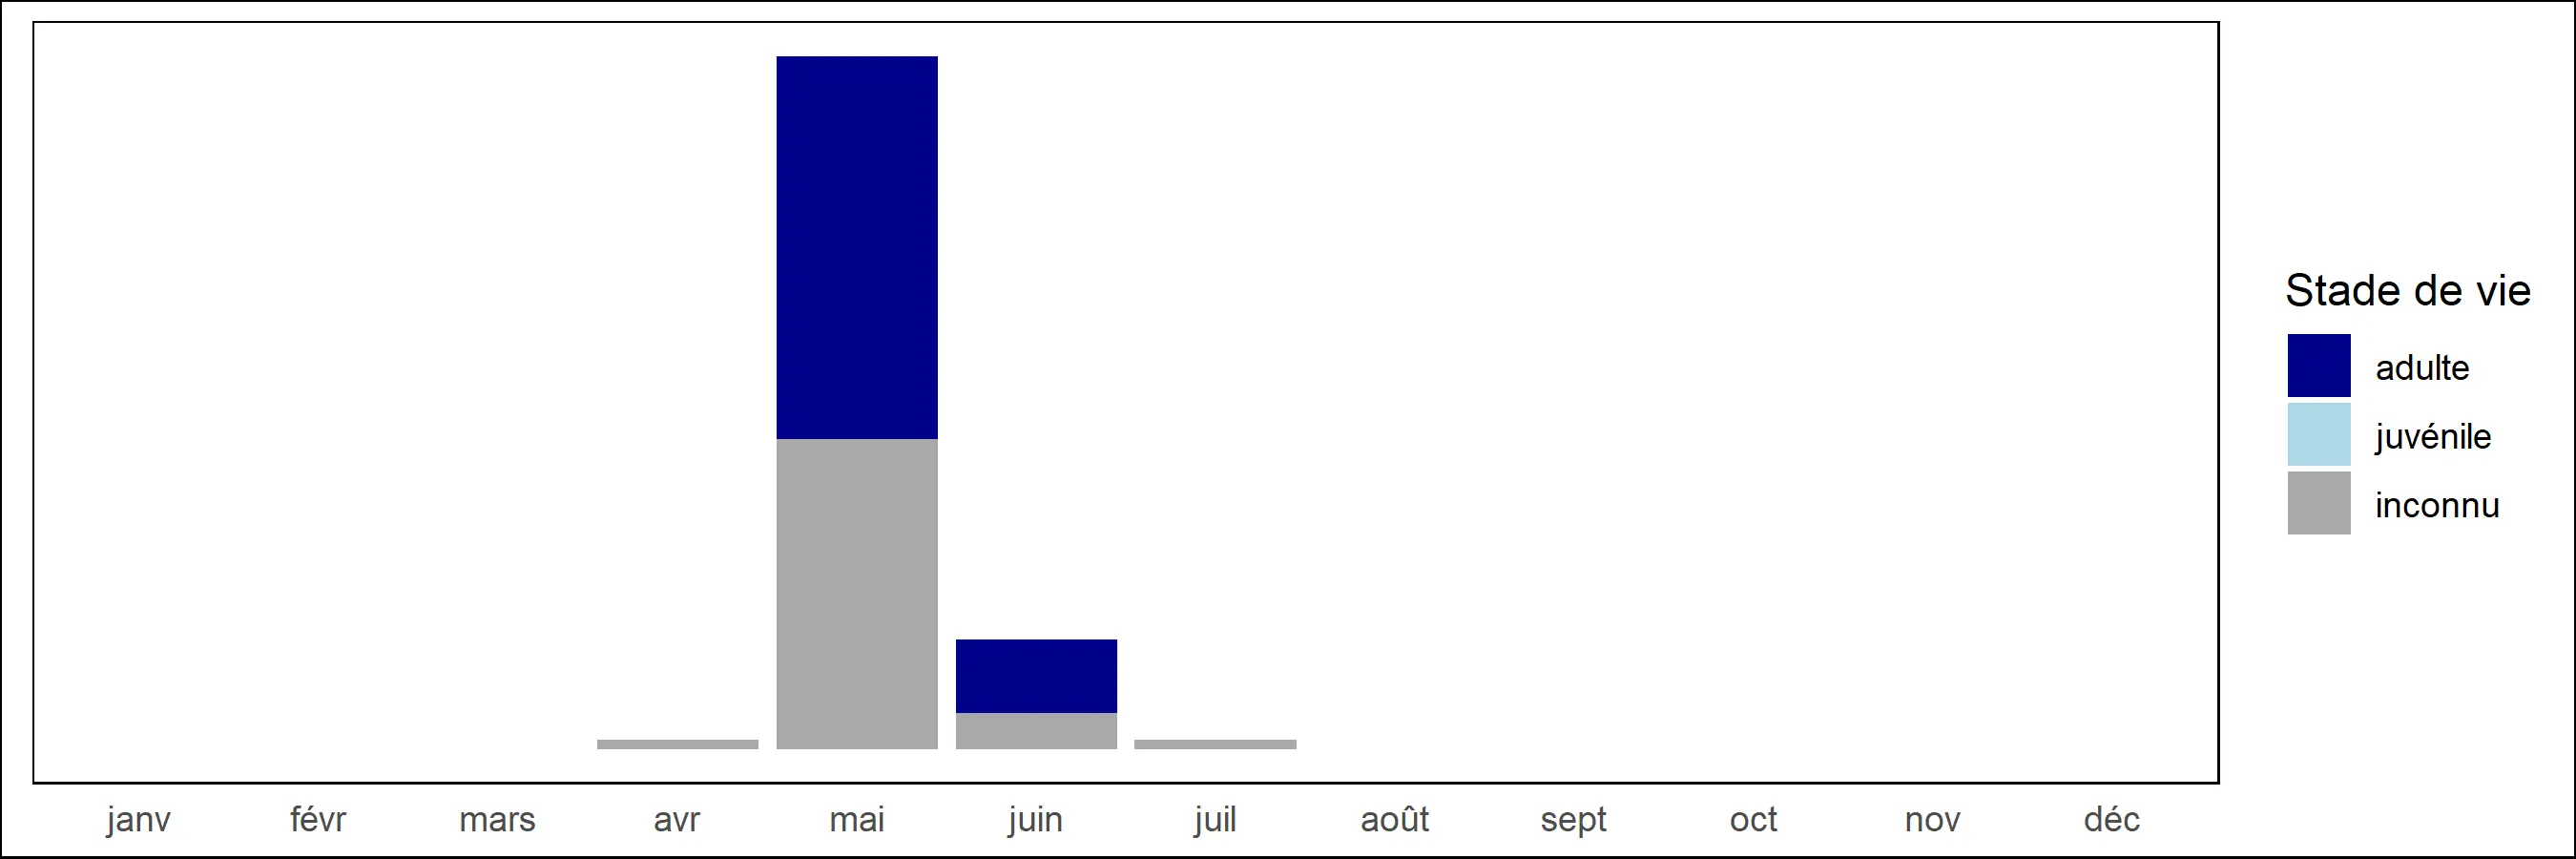 Stade de vie
adulte
juvénile
inconnu
janv févr mars avr mai juin juil août sept oct nov déc